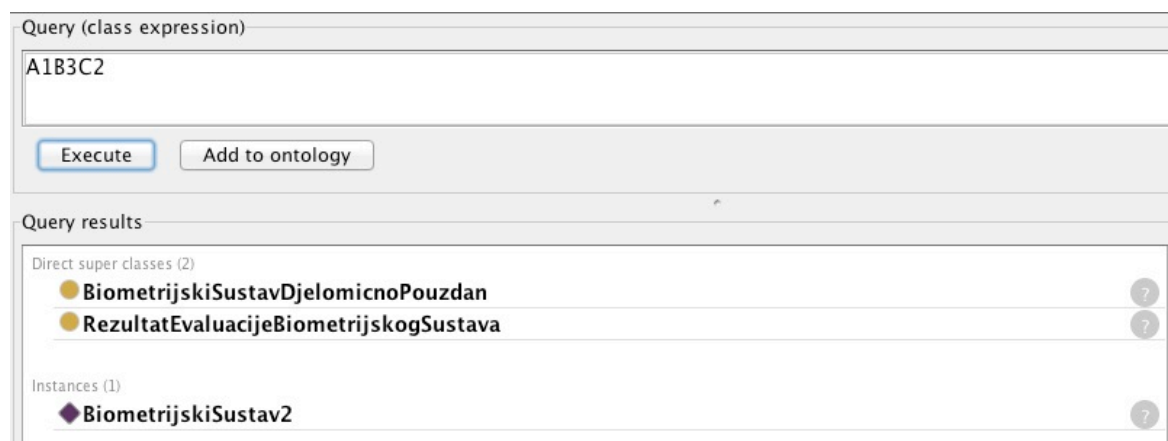 Query (class expression)
A1B3C2
Execute Add to ontology
Query results
Direct super classes (2)
BiometrijskiSustavDjelomicnoPouzdan ?
RezultatEvaluacijeBiometrijskogSustava ?
Instances (1)
BiometrijskiSustav2 ?